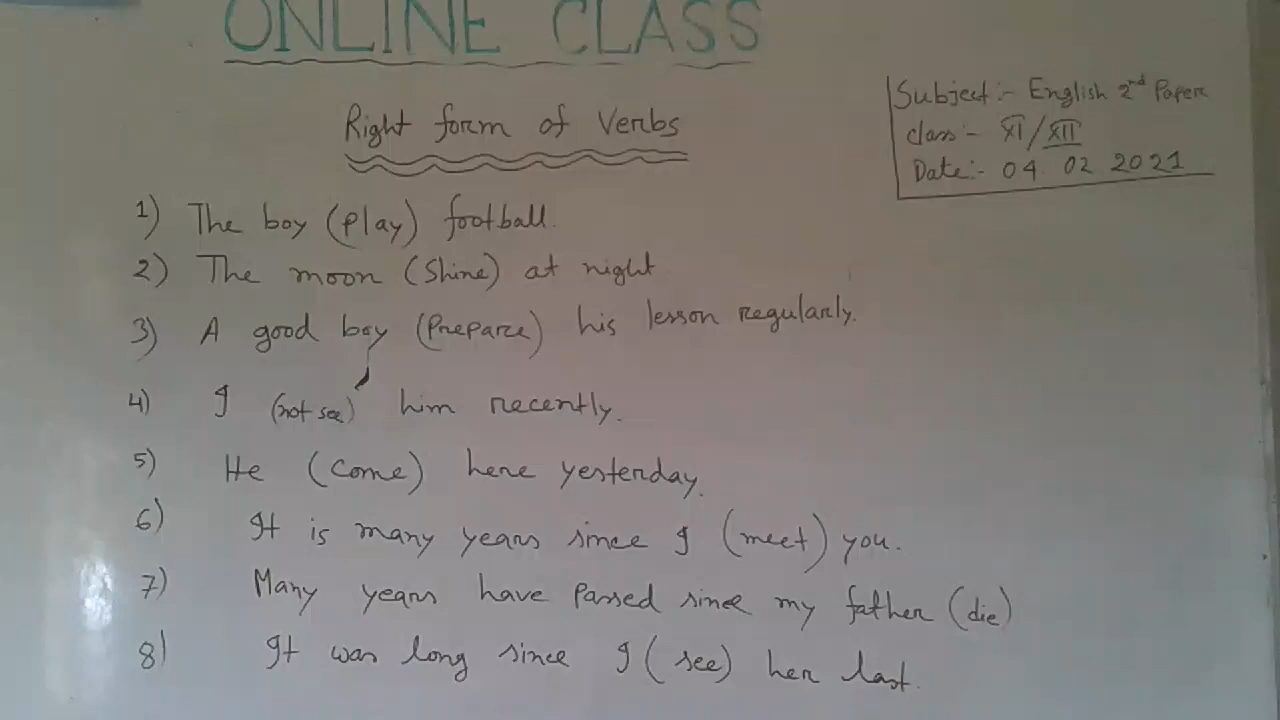 ONLINE CLASS
Subject:- English 2nd Paper
class:- XI/XII
Date:- 04 02 2021
Right form of Verbs
1) The boy (Play) football.
2) The moon (Shine) at night
3) A good boy (Prepare) his lesson regularly.
4) I (not see) him recently.
5) He (Come) here yesterday.
6) It is many years since I (meet) you.
7) Many years have Passed since my father (die)
8) It was long since I (see) her last.